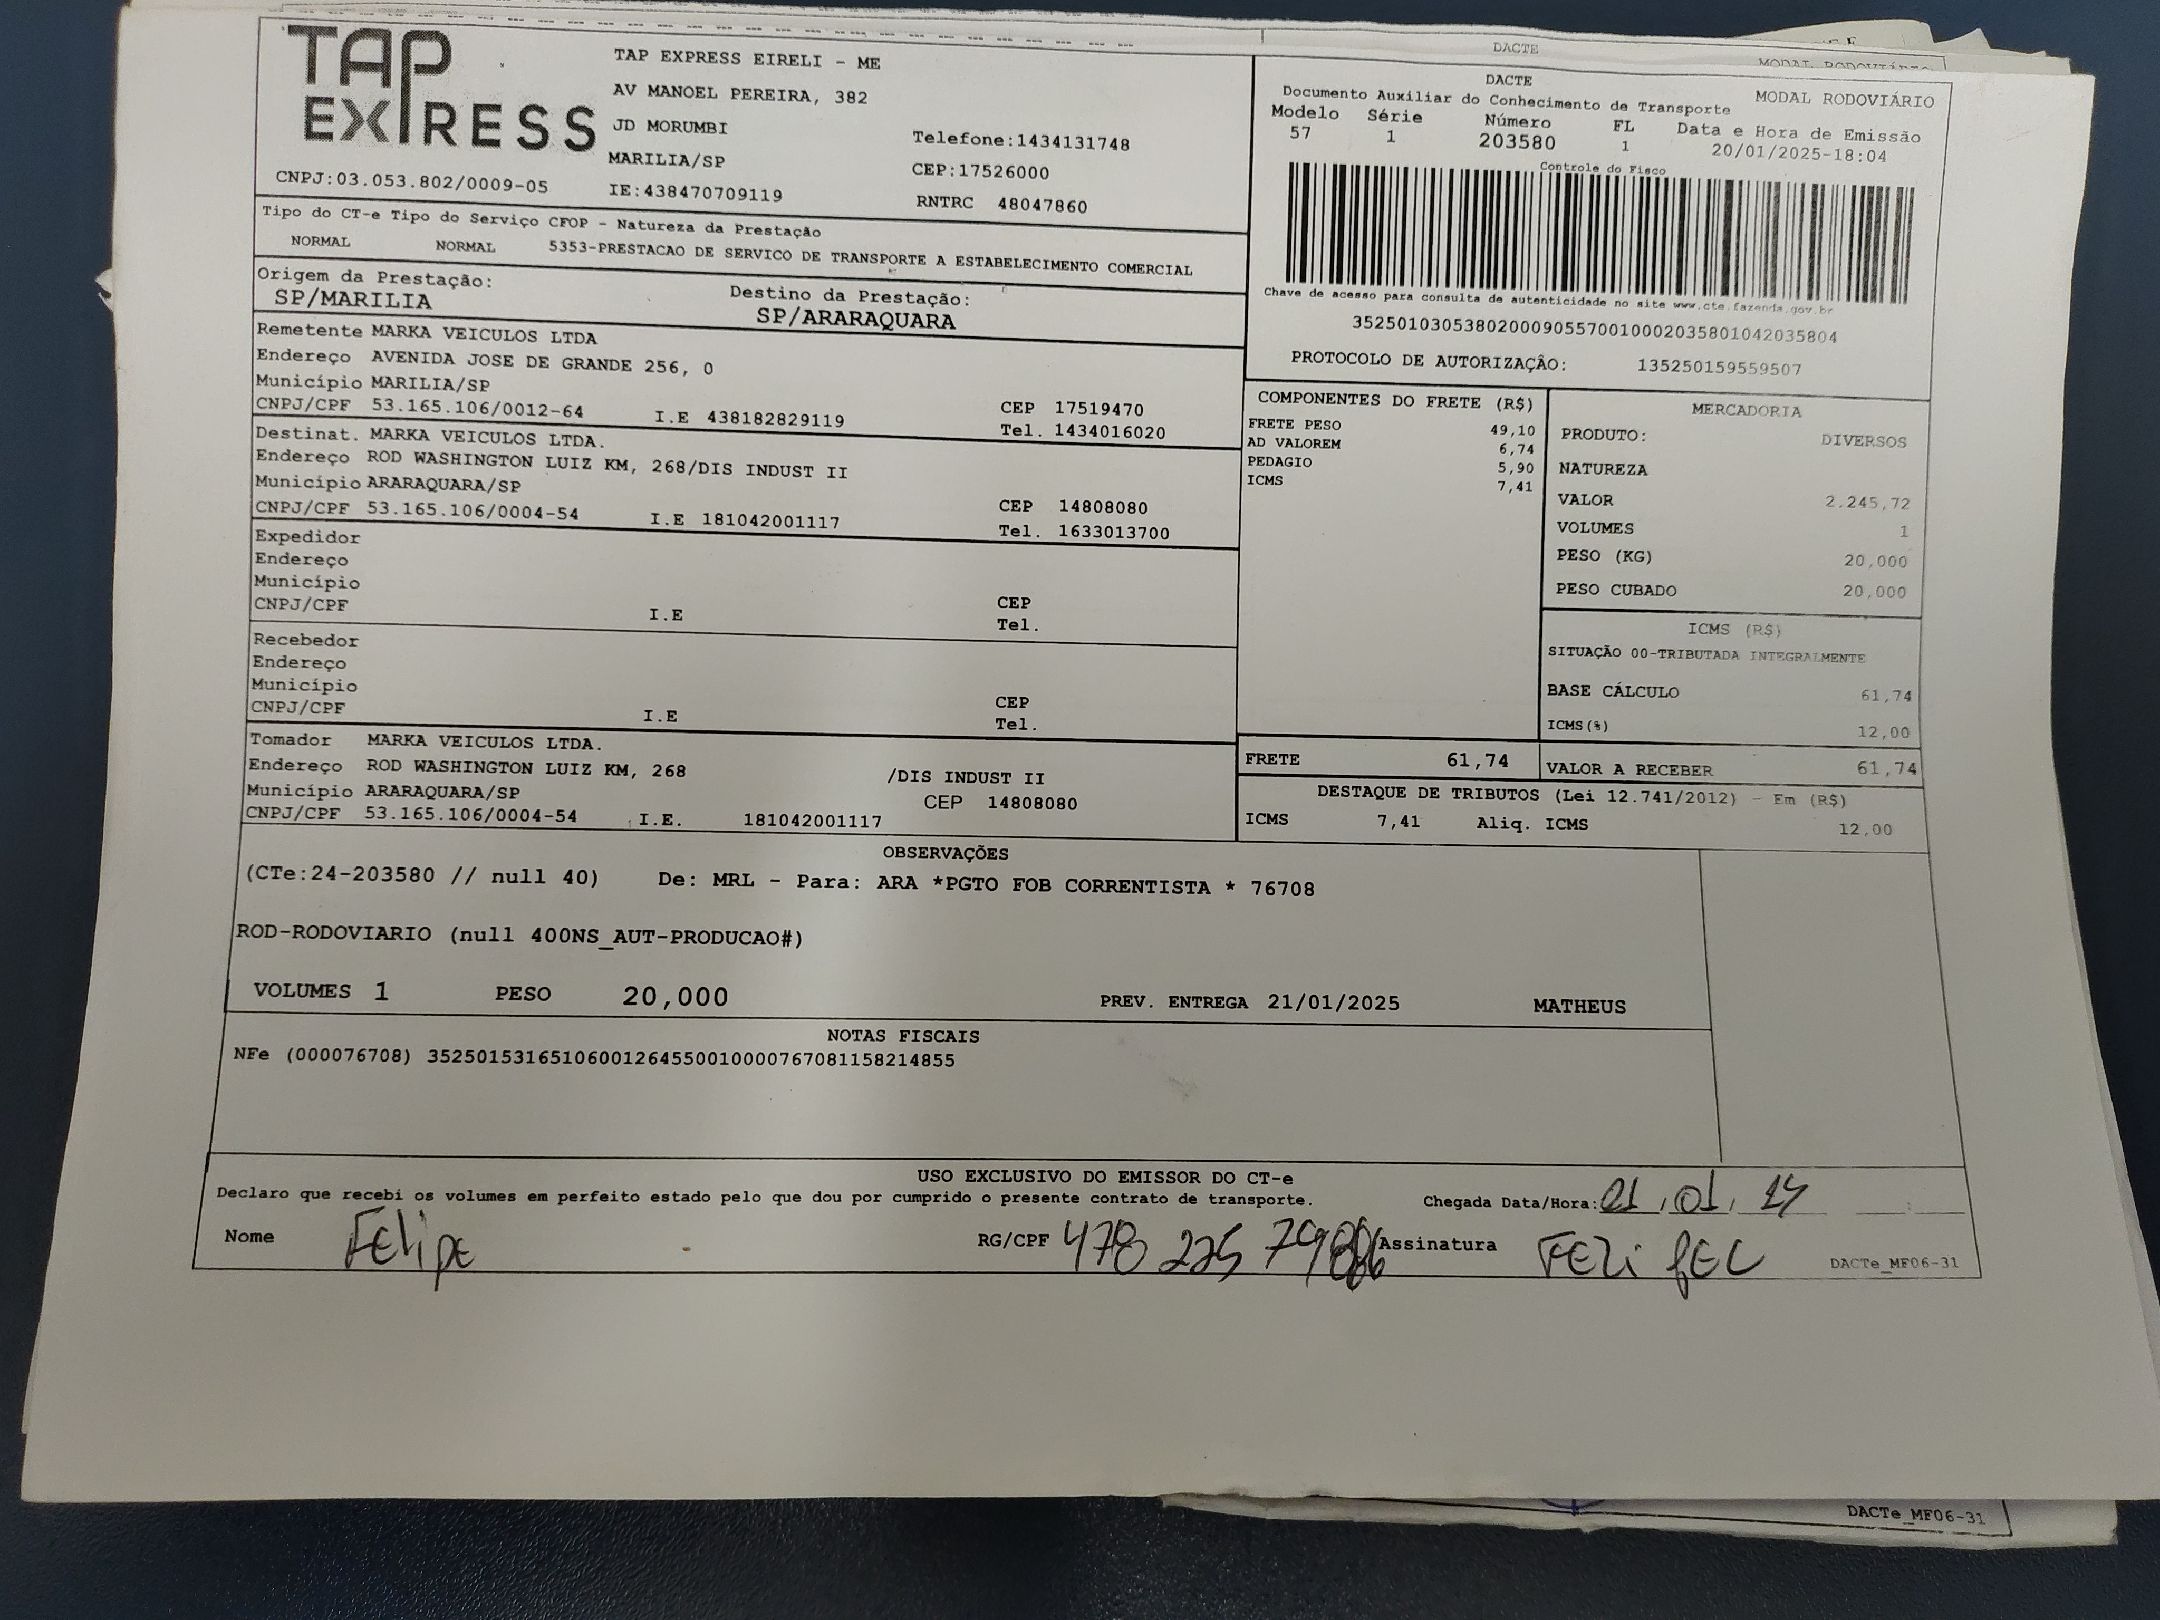 TAP EXPRESS
TAP EXPRESS EIRELI - ME
AV MANOEL PEREIRA, 382
JD MORUMBI
MARILIA/SP
Telefone:1434131748
CEP:17526000
CNPJ:03.053.802/0009-05 IE:438470709119 RNTRC 48047860
DACTE
MODAL RODOVIÁRIO
DACTE
Documento Auxiliar do Conhecimento de Transporte MODAL RODOVIÁRIO
Modelo Série Número FL Data e Hora de Emissão
57 1 203580 1 20/01/2025-18:04
Controle do Fisco
Chave de acesso para consulta de autenticidade no site www.cte.fazenda.gov.br
35250103053802000905570010002035801042035804
PROTOCOLO DE AUTORIZAÇÃO: 135250159559507
Tipo do CT-e Tipo do Serviço CFOP - Natureza da Prestação
NORMAL NORMAL 5353-PRESTACAO DE SERVICO DE TRANSPORTE A ESTABELECIMENTO COMERCIAL
Origem da Prestação: Destino da Prestação:
SP/MARILIA SP/ARARAQUARA
Remetente MARKA VEICULOS LTDA
Endereço AVENIDA JOSE DE GRANDE 256, 0
Município MARILIA/SP CEP 17519470
CNPJ/CPF 53.165.106/0012-64 I.E 438182829119 Tel. 1434016020
Destinat. MARKA VEICULOS LTDA.
Endereço ROD WASHINGTON LUIZ KM, 268/DIS INDUST II
Município ARARAQUARA/SP CEP 14808080
CNPJ/CPF 53.165.106/0004-54 I.E 181042001117 Tel. 1633013700
Expedidor
Endereço
Município CEP
CNPJ/CPF I.E Tel.
Recebedor
Endereço
Município CEP
CNPJ/CPF I.E Tel.
Tomador MARKA VEICULOS LTDA.
Endereço ROD WASHINGTON LUIZ KM, 268 /DIS INDUST II
Município ARARAQUARA/SP CEP 14808080
CNPJ/CPF 53.165.106/0004-54 I.E. 181042001117
COMPONENTES DO FRETE (R$)
FRETE PESO 49,10
AD VALOREM 6,74
PEDAGIO 5,90
ICMS 7,41
MERCADORIA
PRODUTO: DIVERSOS
NATUREZA
VALOR 2.245,72
VOLUMES 1
PESO (KG) 20,000
PESO CUBADO 20,000
ICMS (R$)
SITUAÇÃO 00-TRIBUTADA INTEGRALMENTE
BASE CÁLCULO 61,74
ICMS(%) 12,00
FRETE 61,74 VALOR A RECEBER 61,74
DESTAQUE DE TRIBUTOS (Lei 12.741/2012) - Em (R$)
ICMS 7,41 Aliq. ICMS 12,00
OBSERVAÇÕES
(CTe:24-203580 // null 40) De: MRL - Para: ARA *PGTO FOB CORRENTISTA * 76708
ROD-RODOVIARIO (null 400NS_AUT-PRODUCAO#)
VOLUMES 1 PESO 20,000 PREV. ENTREGA 21/01/2025 MATHEUS
NOTAS FISCAIS
NFe (000076708) 35250153165106001264550010000767081158214855
USO EXCLUSIVO DO EMISSOR DO CT-e
Declaro que recebi os volumes em perfeito estado pelo que dou por cumprido o presente contrato de transporte. Chegada Data/Hora: 21, 01,
Nome Felipe RG/CPF 478 225 79 Assinatura DACTe_MF06-31
DACTe_MF06-31